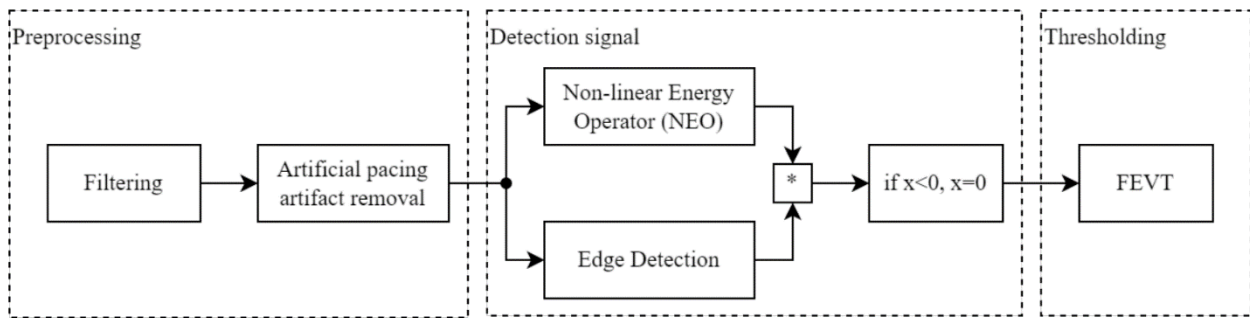 Preprocessing
Filtering
Artificial pacing
artifact removal
Detection signal
Non-linear Energy
Operator (NEO)
Edge Detection
*
if x<0, x=0
Thresholding
FEVT